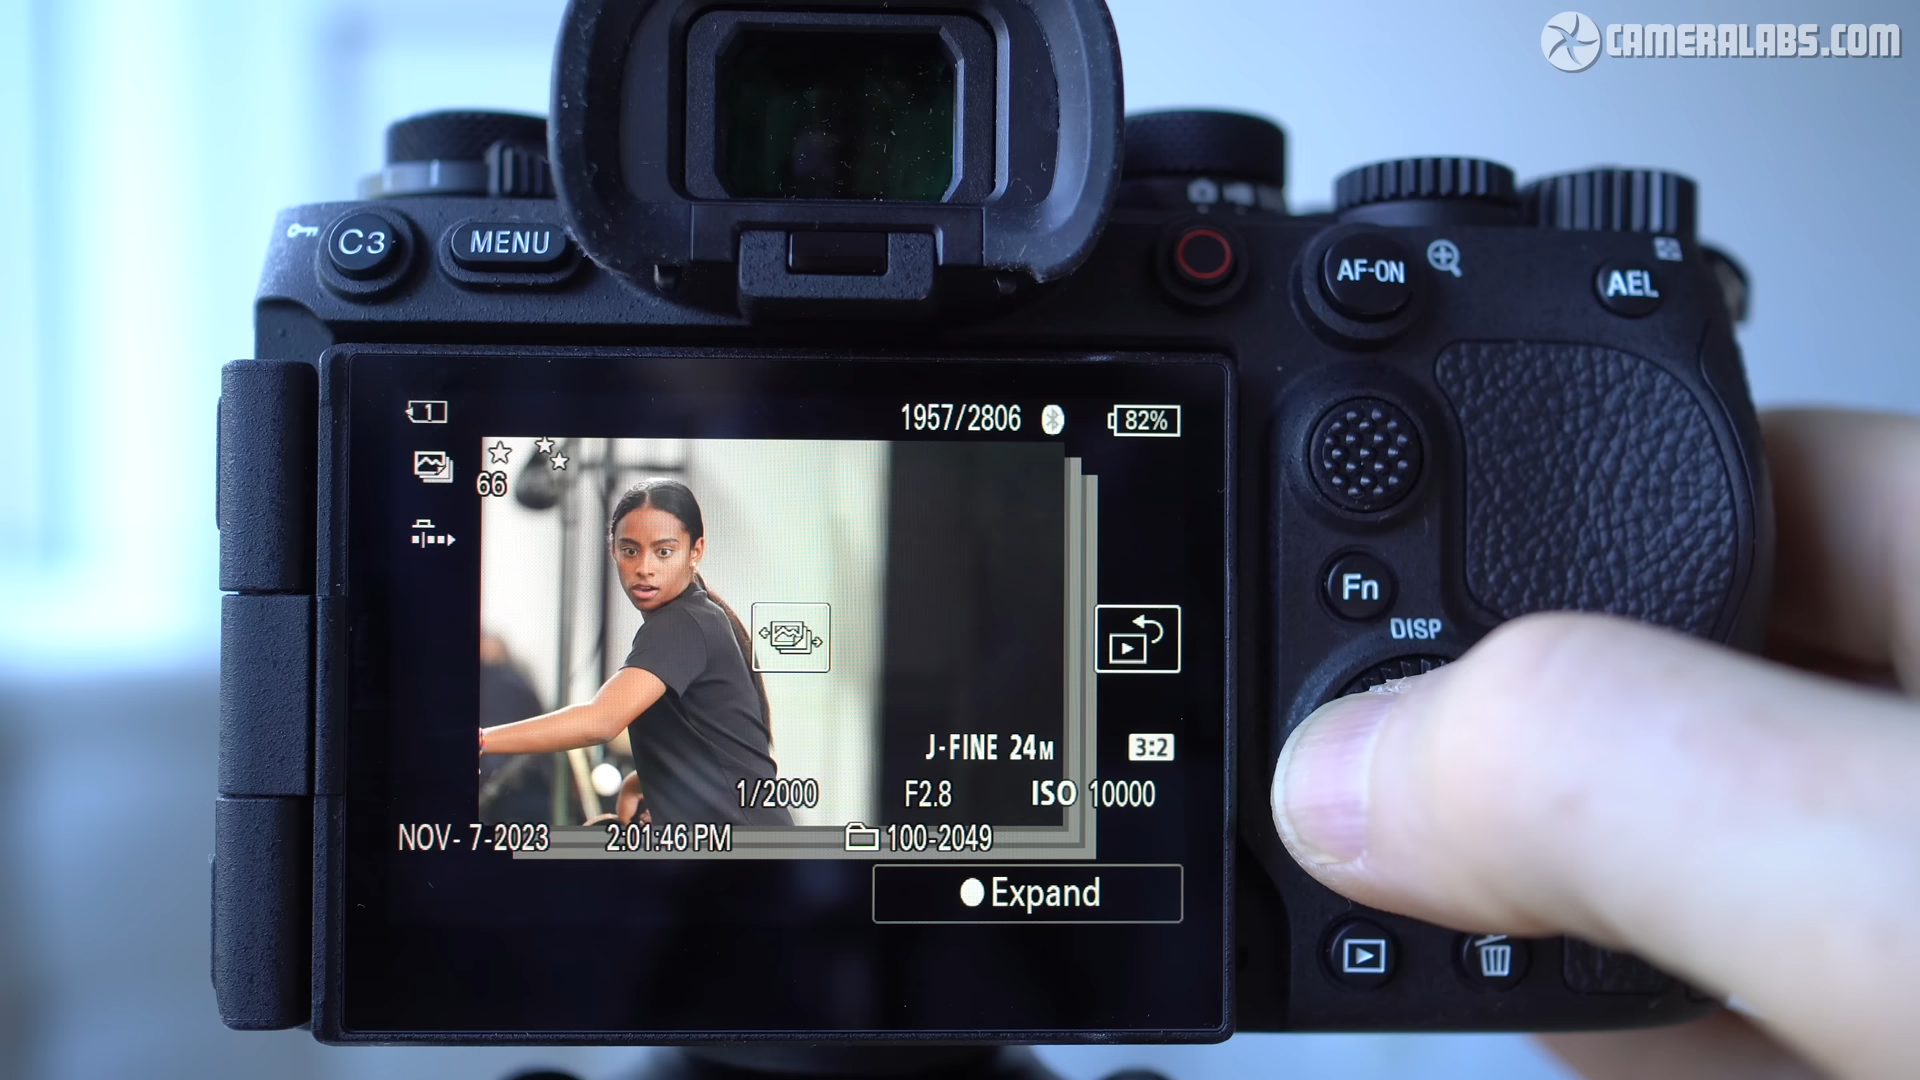 CAMERALABS.COM
C3
MENU
AF-ON
AEL
1
1957/2806
82%
66
Fn
DISP
J-FINE 24M
3:2
1/2000
F2.8
ISO 10000
NOV- 7-2023
2:01:46 PM
100-2049
Expand